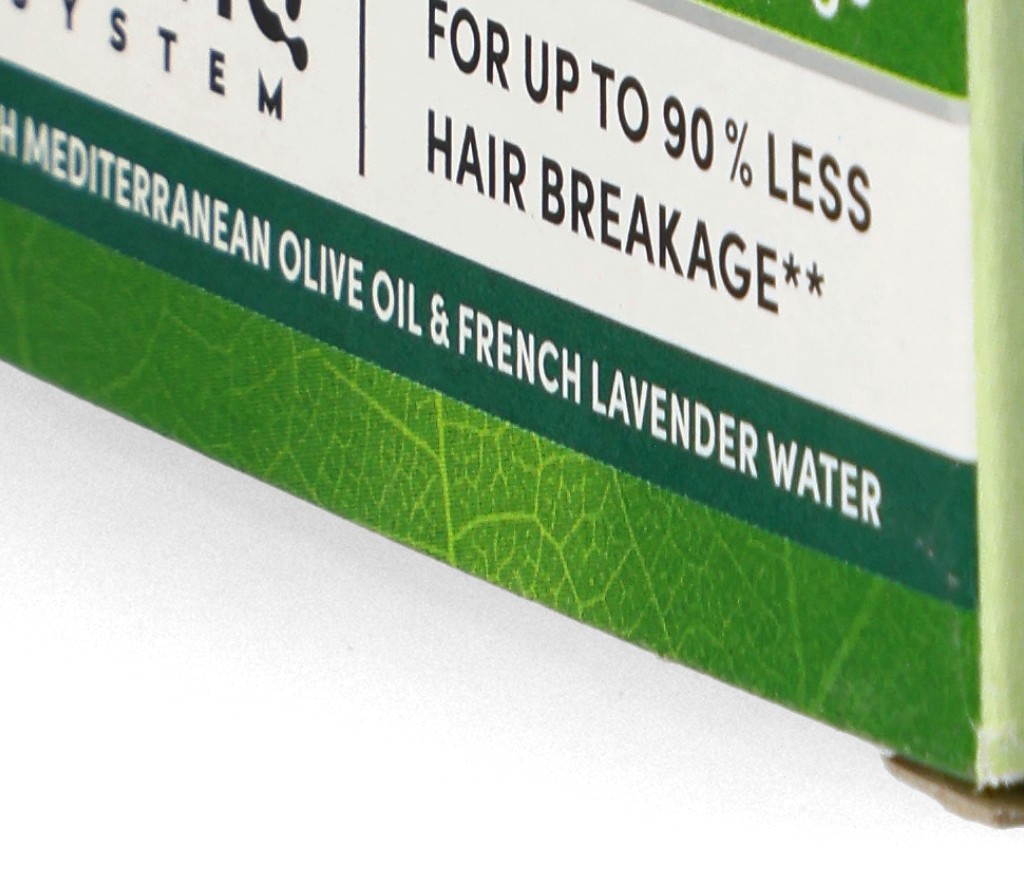 SYSTEM
FOR UP TO 90% LESS
HAIR BREAKAGE**
MEDITERRANEAN OLIVE OIL & FRENCH LAVENDER WATER